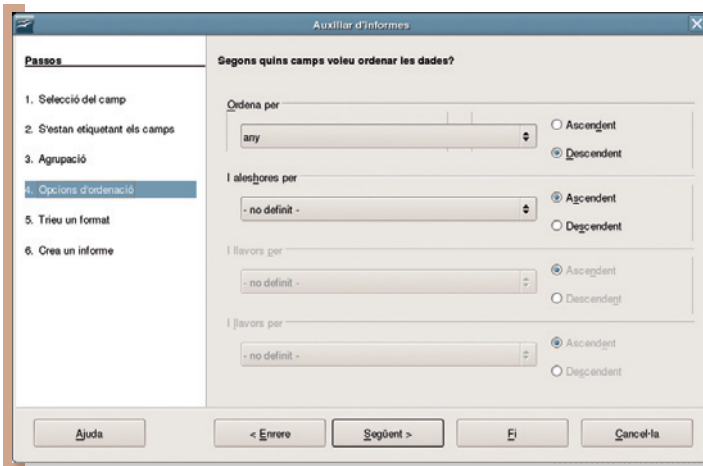 Auxiliar d'informes
Passos
1. Selecció del camp
2. S'estan etiquetant els camps
3. Agrupació
4. Opcions d'ordenació
5. Trieu un format
6. Crea un informe
Segons quins camps voleu ordenar les dades?
Ordena per
any
Ascendent
Descendent
I aleshores per
- no definit -
Ascendent
Descendent
I llavors per
- no definit -
Ascendent
Descendent
I llavors per
- no definit -
Ascendent
Descendent
Ajuda
< Enrere
Següent >
Fi
Cancel·la